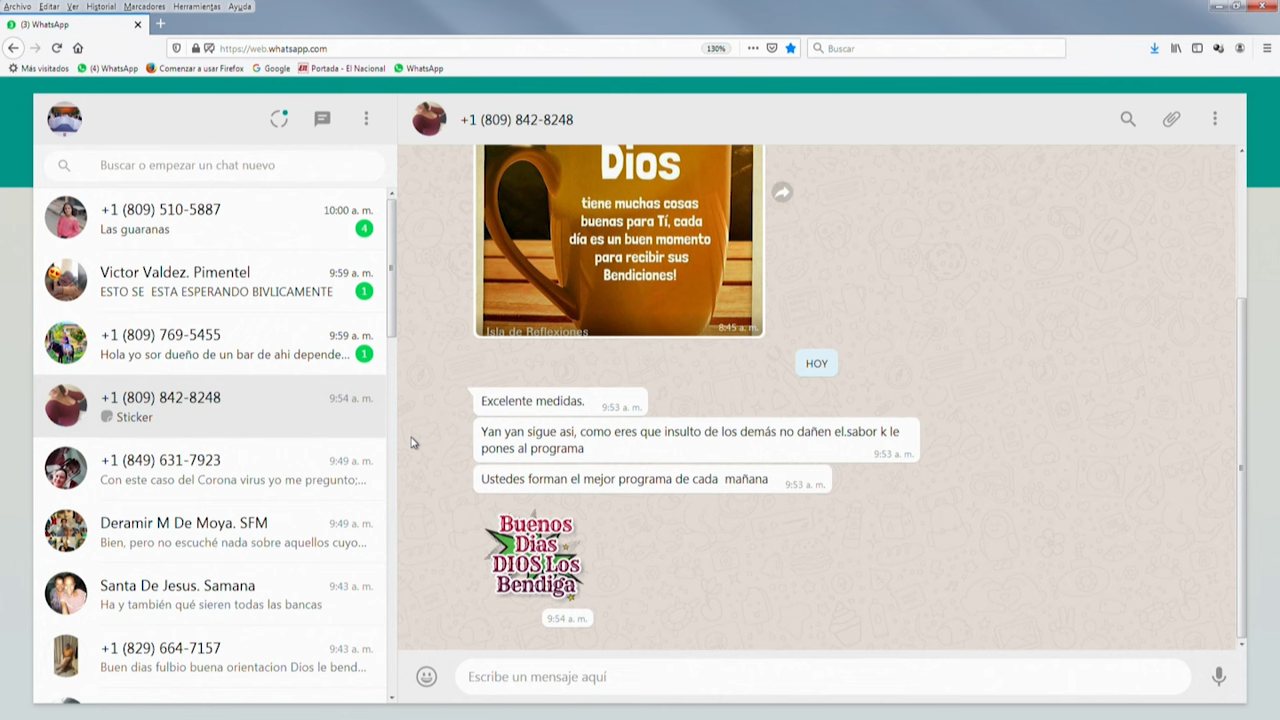 Archivo Editar Ver Historial Marcadores Herramientas Ayuda
(3) WhatsApp
https://web.whatsapp.com
130%
Buscar
Más visitados
(4) WhatsApp
Comenzar a usar Firefox
Google
Portada - El Nacional
WhatsApp
+1 (809) 842-8248
Buscar o empezar un chat nuevo
+1 (809) 510-5887
10:00 a. m.
Las guaranas
4
Victor Valdez. Pimentel
9:59 a. m.
ESTO SE ESTA ESPERANDO BIVLICAMENTE
1
+1 (809) 769-5455
9:59 a. m.
Hola yo sor dueño de un bar de ahi depende...
1
+1 (809) 842-8248
9:54 a. m.
Sticker
+1 (849) 631-7923
9:49 a. m.
Con este caso del Corona virus yo me pregunto;...
Deramir M De Moya. SFM
9:49 a. m.
Bien, pero no escuché nada sobre aquellos cuyo...
Santa De Jesus. Samana
9:43 a. m.
Ha y también qué sieren todas las bancas
+1 (829) 664-7157
9:43 a. m.
Buen dias fulbio buena orientacion Dios le bend...
Dios
tiene muchas cosas
buenas para Tí, cada
día es un buen momento
para recibir sus
Bendiciones!
Isla de Reflexiones
8:45 a. m.
HOY
Excelente medidas.
9:53 a. m.
Yan yan sigue asi, como eres que insulto de los demás no dañen el.sabor k le
pones al programa
9:53 a. m.
Ustedes forman el mejor programa de cada mañana
9:53 a. m.
Buenos
Dias
DIOS Los
Bendiga
9:54 a. m.
Escribe un mensaje aquí